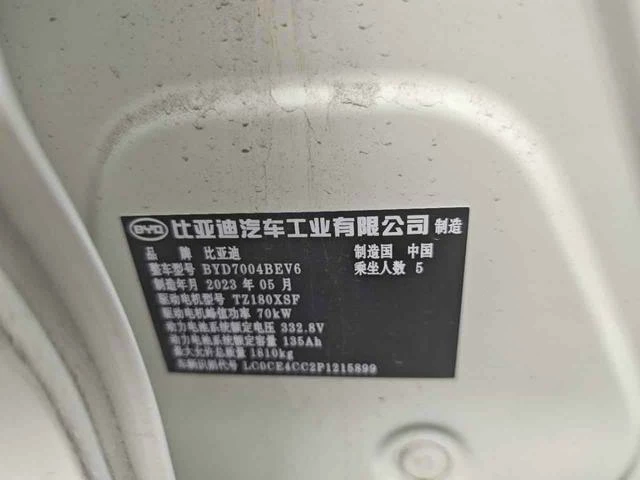 BYD 比亚迪汽车工业有限公司 制造
品 牌 比亚迪 制造国 中国
整车型号 BYD7004BEV6 乘坐人数 5
制造年月 2023 年 05 月
驱动电机型号 TZ180XSF
驱动电机峰值功率 70kW
动力电池系统额定电压 332.8V
动力电池系统额定容量 135Ah
最大允许总质量 1810kg
车辆识别代号 LC0CE4CC2P1215899